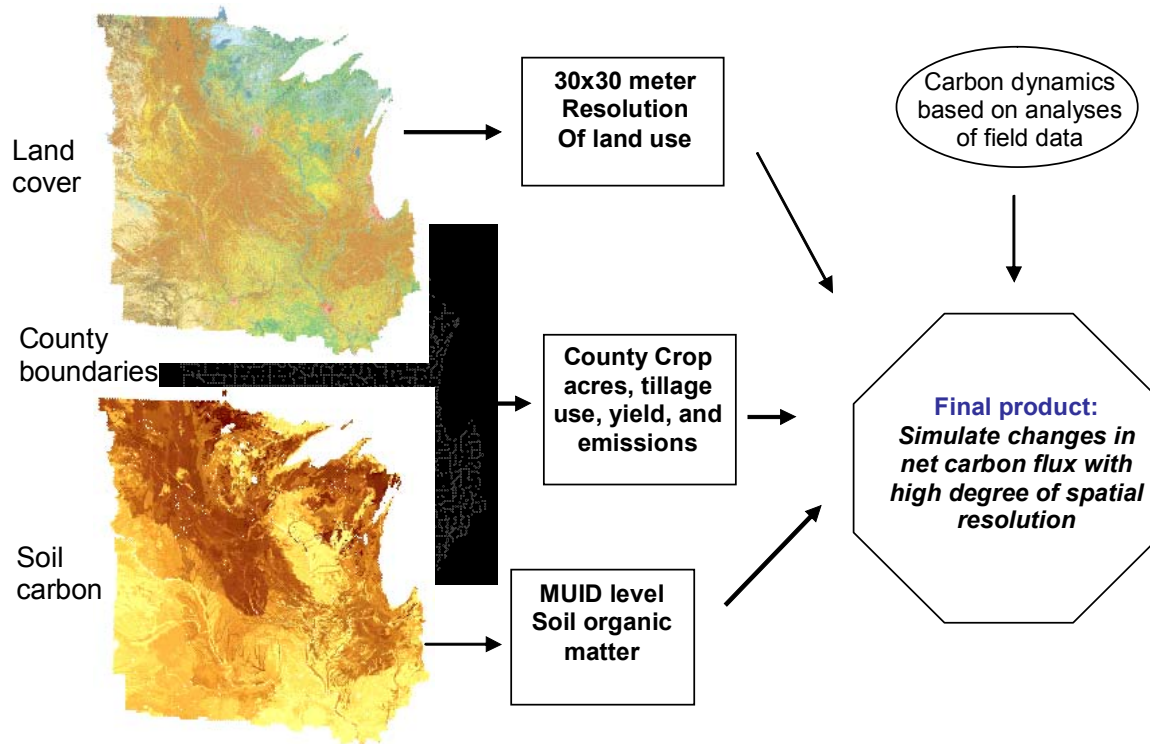 Land
cover
30x30 meter
Resolution
Of land use
Carbon dynamics
based on analyses
of field data
County
boundaries
County Crop
acres, tillage
use, yield, and
emissions
Final product:
Simulate changes in
net carbon flux with
high degree of spatial
resolution
Soil
carbon
MUID level
Soil organic
matter